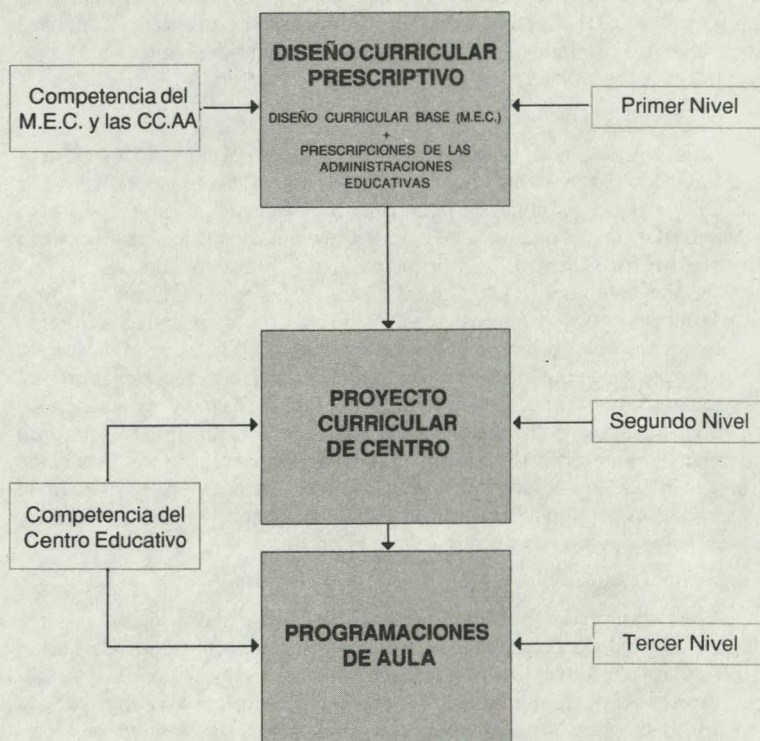 DISEÑO CURRICULAR
PRESCRIPTIVO
DISEÑO CURRICULAR BASE (M.E.C.)
+
PRESCRIPCIONES DE LAS
ADMINISTRACIONES
EDUCATIVAS
Competencia del
M.E.C. y las CC.AA
Primer Nivel
PROYECTO
CURRICULAR
DE CENTRO
Segundo Nivel
Competencia del
Centro Educativo
PROGRAMACIONES
DE AULA
Tercer Nivel